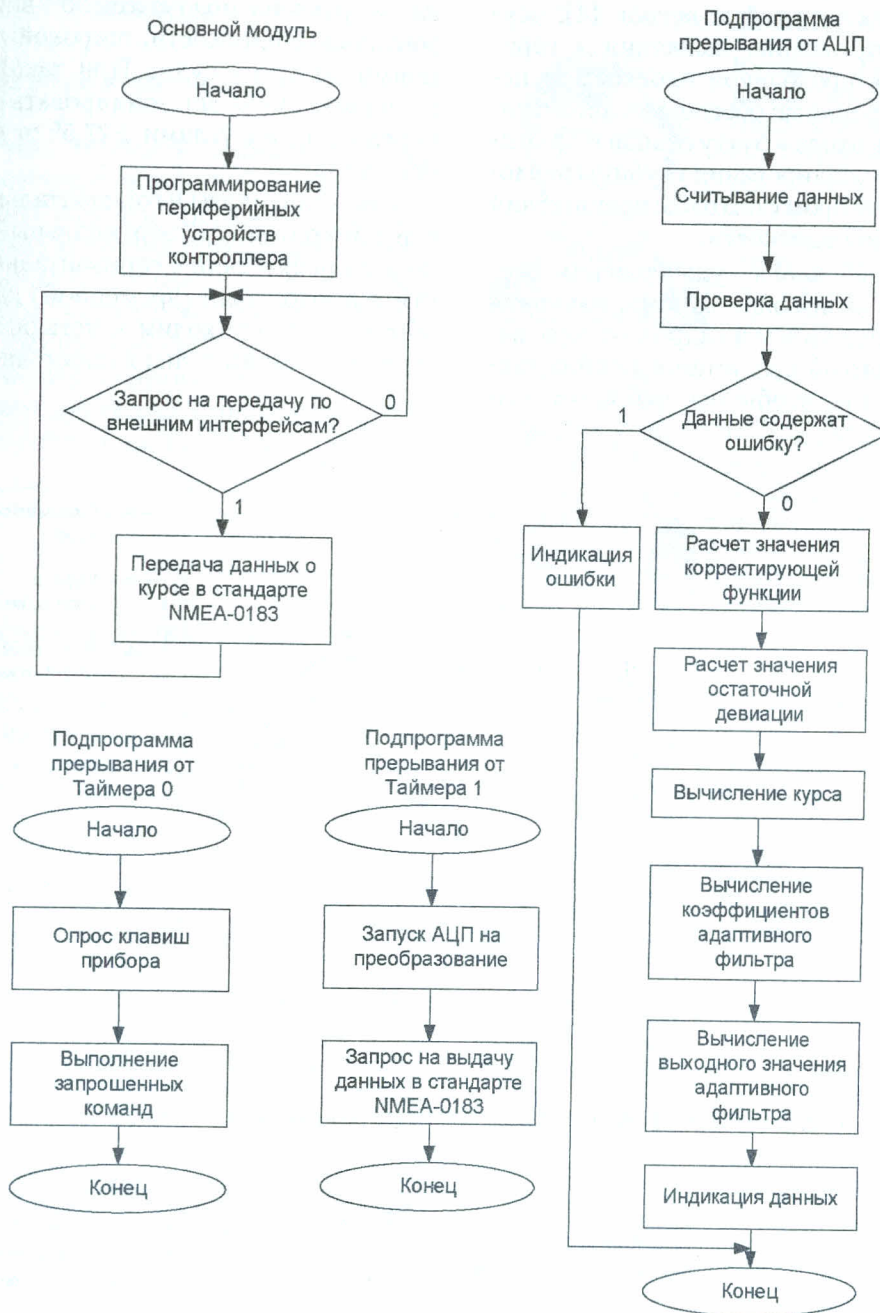 Основной модуль
Начало
Программирование
периферийных
устройств
контроллера
Запрос на передачу по
внешним интерфейсам?
0
1
Передача данных о
курсе в стандарте
NMEA-0183
Подпрограмма
прерывания от АЦП
Начало
Считывание данных
Проверка данных
Данные содержат
ошибку?
1
0
Индикация
ошибки
Расчет значения
корректирующей
функции
Расчет значения
остаточной
девиации
Вычисление курса
Вычисление
коэффициентов
адаптивного
фильтра
Вычисление
выходного значения
адаптивного
фильтра
Индикация данных
Конец
Подпрограмма
прерывания от
Таймера 0
Начало
Опрос клавиш
прибора
Выполнение
запрошенных
команд
Конец
Подпрограмма
прерывания от
Таймера 1
Начало
Запуск АЦП на
преобразование
Запрос на выдачу
данных в стандарте
NMEA-0183
Конец